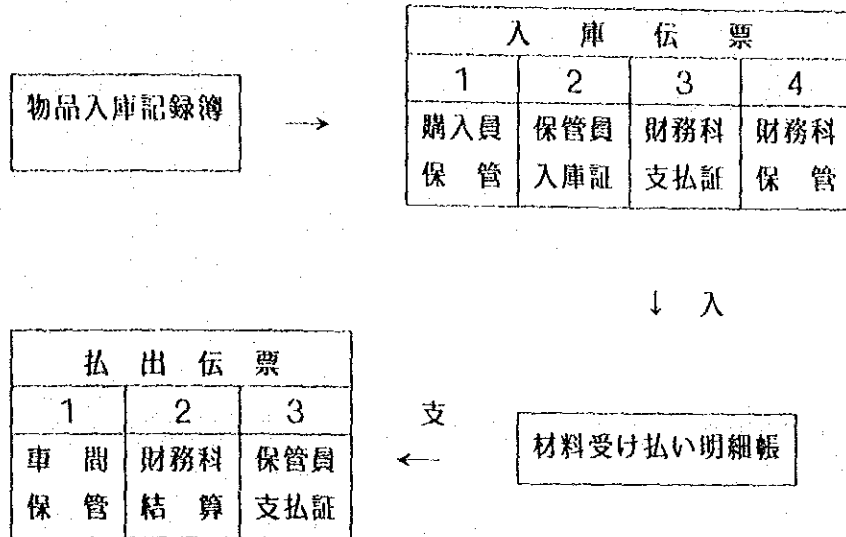 物品入庫記録簿
→
入庫伝票
1 2 3 4
購入員 保管員 財務科 財務科
保管 入庫証 支払証 保管
↓ 入
払出伝票
1 2 3
車間 財務科 保管員
保管 結算 支払証
支
←
材料受け払い明細帳